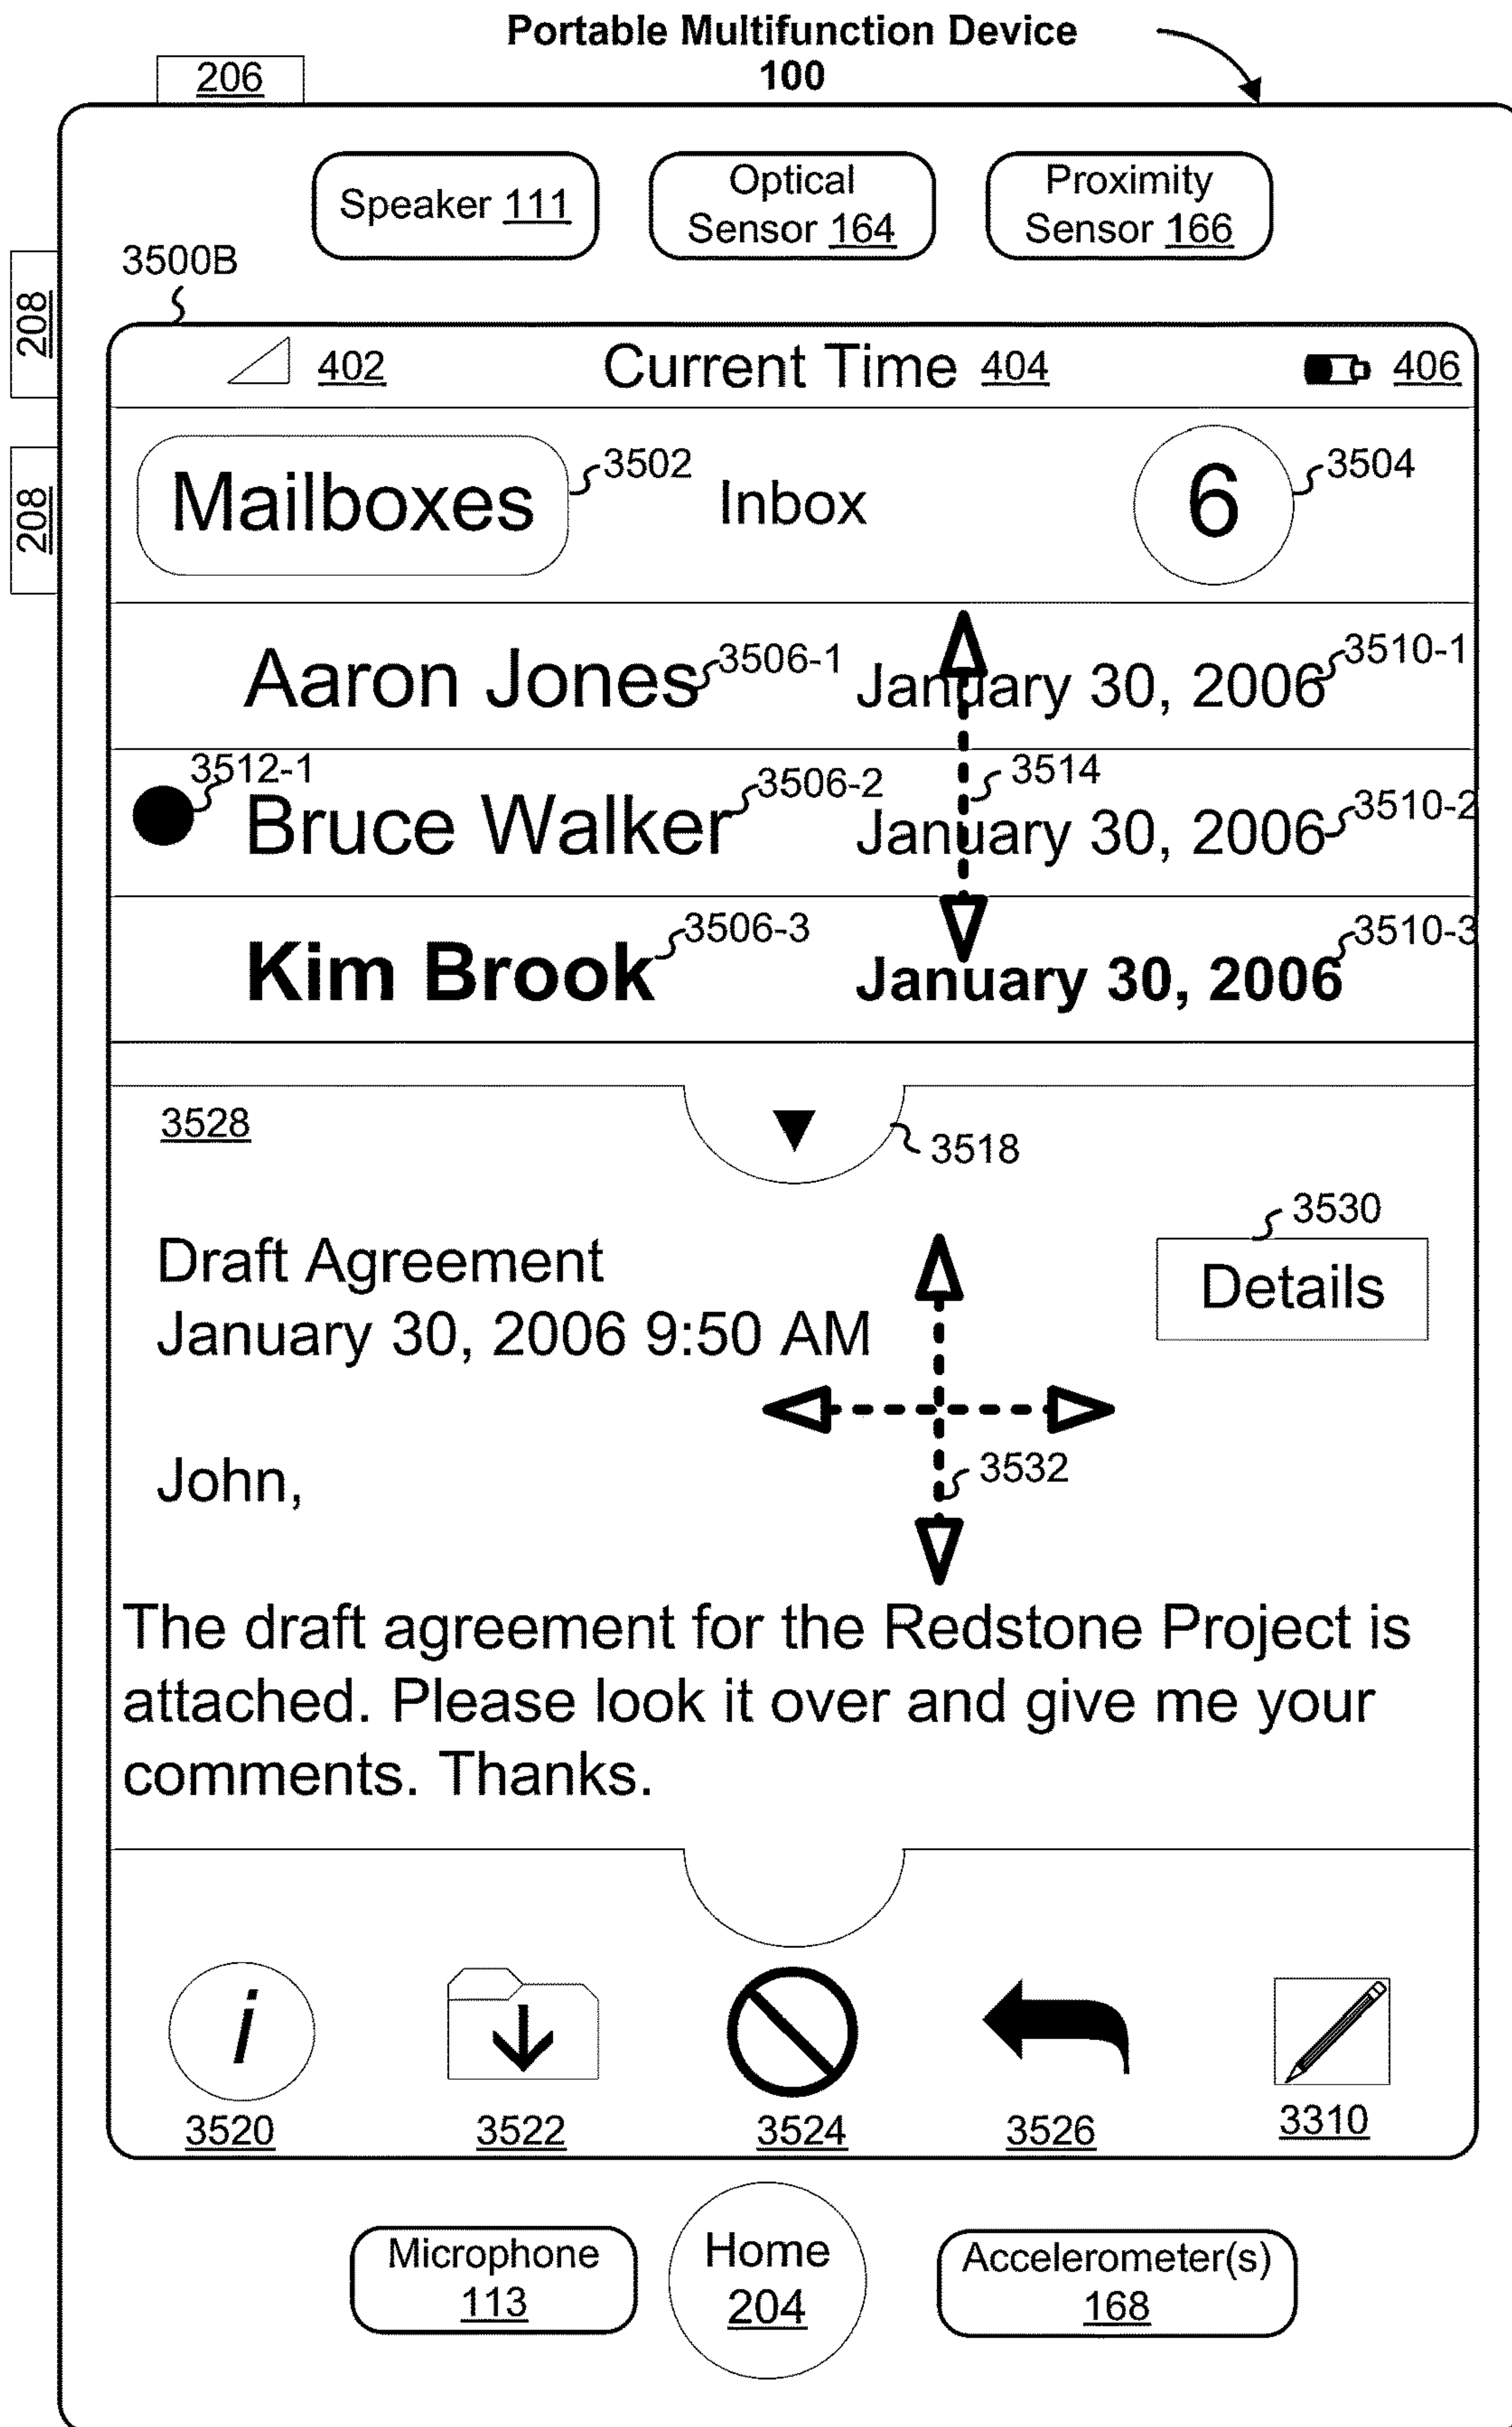 Portable Multifunction Device
100
206
Speaker 111
Optical
Sensor 164
Proximity
Sensor 166
208
208
3500B
402
Current Time 404
406
Mailboxes
3502
Inbox
6
3504
Aaron Jones
3506-1
January 30, 2006
3510-1
3512-1
Bruce Walker
3506-2
3514
January 30, 2006
3510-2
Kim Brook
3506-3
January 30, 2006
3510-3
3528
3518
3530
Draft Agreement
Details
January 30, 2006 9:50 AM
3532
John,
The draft agreement for the Redstone Project is
attached. Please look it over and give me your
comments. Thanks.
i
3520
3522
3524
3526
3310
Microphone
113
Home
204
Accelerometer(s)
168